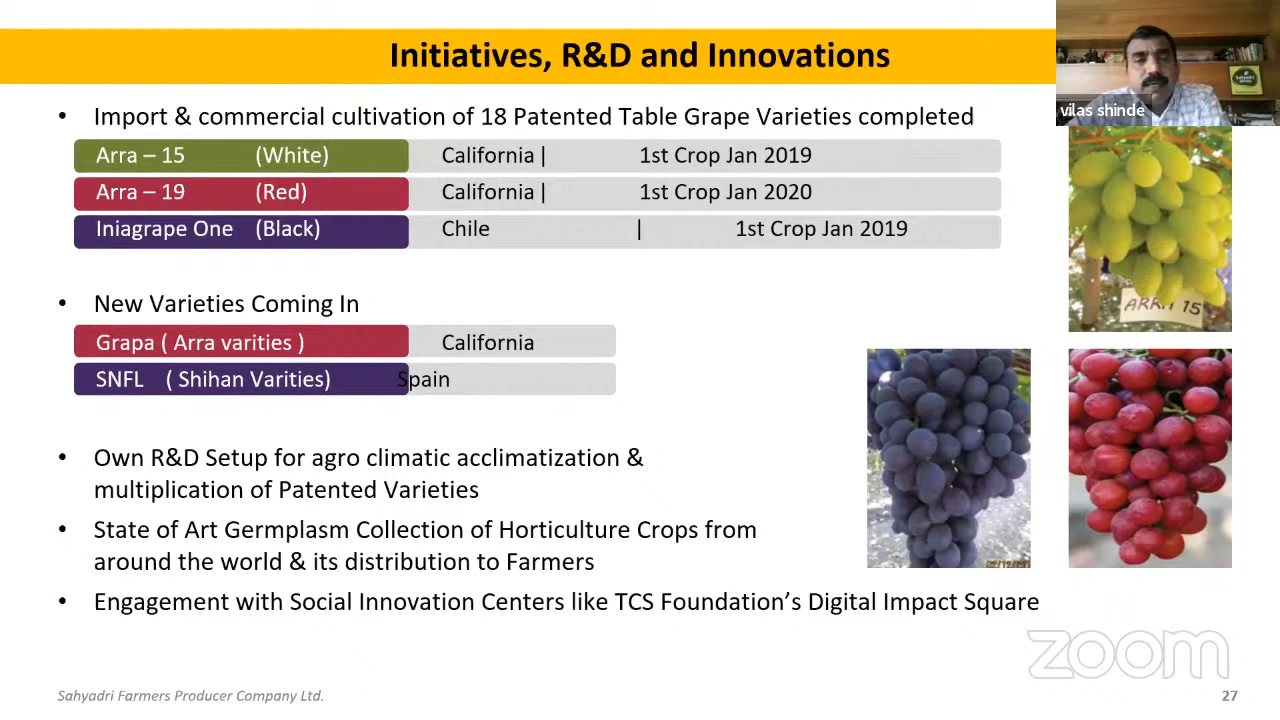 Initiatives, R&D and Innovations
vilas shinde
• Import & commercial cultivation of 18 Patented Table Grape Varieties completed
Arra – 15 (White) California | 1st Crop Jan 2019
Arra – 19 (Red) California | 1st Crop Jan 2020
Iniagrape One (Black) Chile | 1st Crop Jan 2019
ARRA 15
• New Varieties Coming In
Grapa ( Arra varities ) California
SNFL ( Shihan Varities) Spain
• Own R&D Setup for agro climatic acclimatization &
multiplication of Patented Varieties
• State of Art Germplasm Collection of Horticulture Crops from
around the world & its distribution to Farmers
• Engagement with Social Innovation Centers like TCS Foundation’s Digital Impact Square
zoom
Sahyadri Farmers Producer Company Ltd.
27